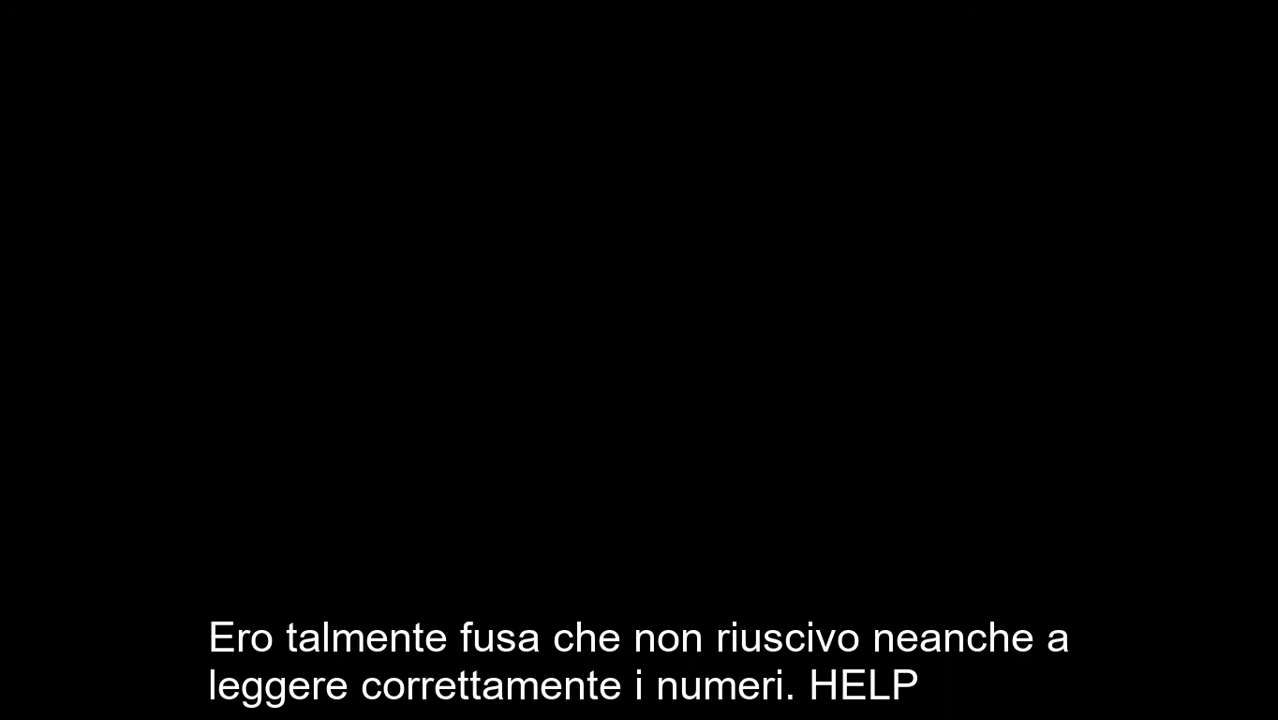 Ero talmente fusa che non riuscivo neanche a
leggere correttamente i numeri. HELP